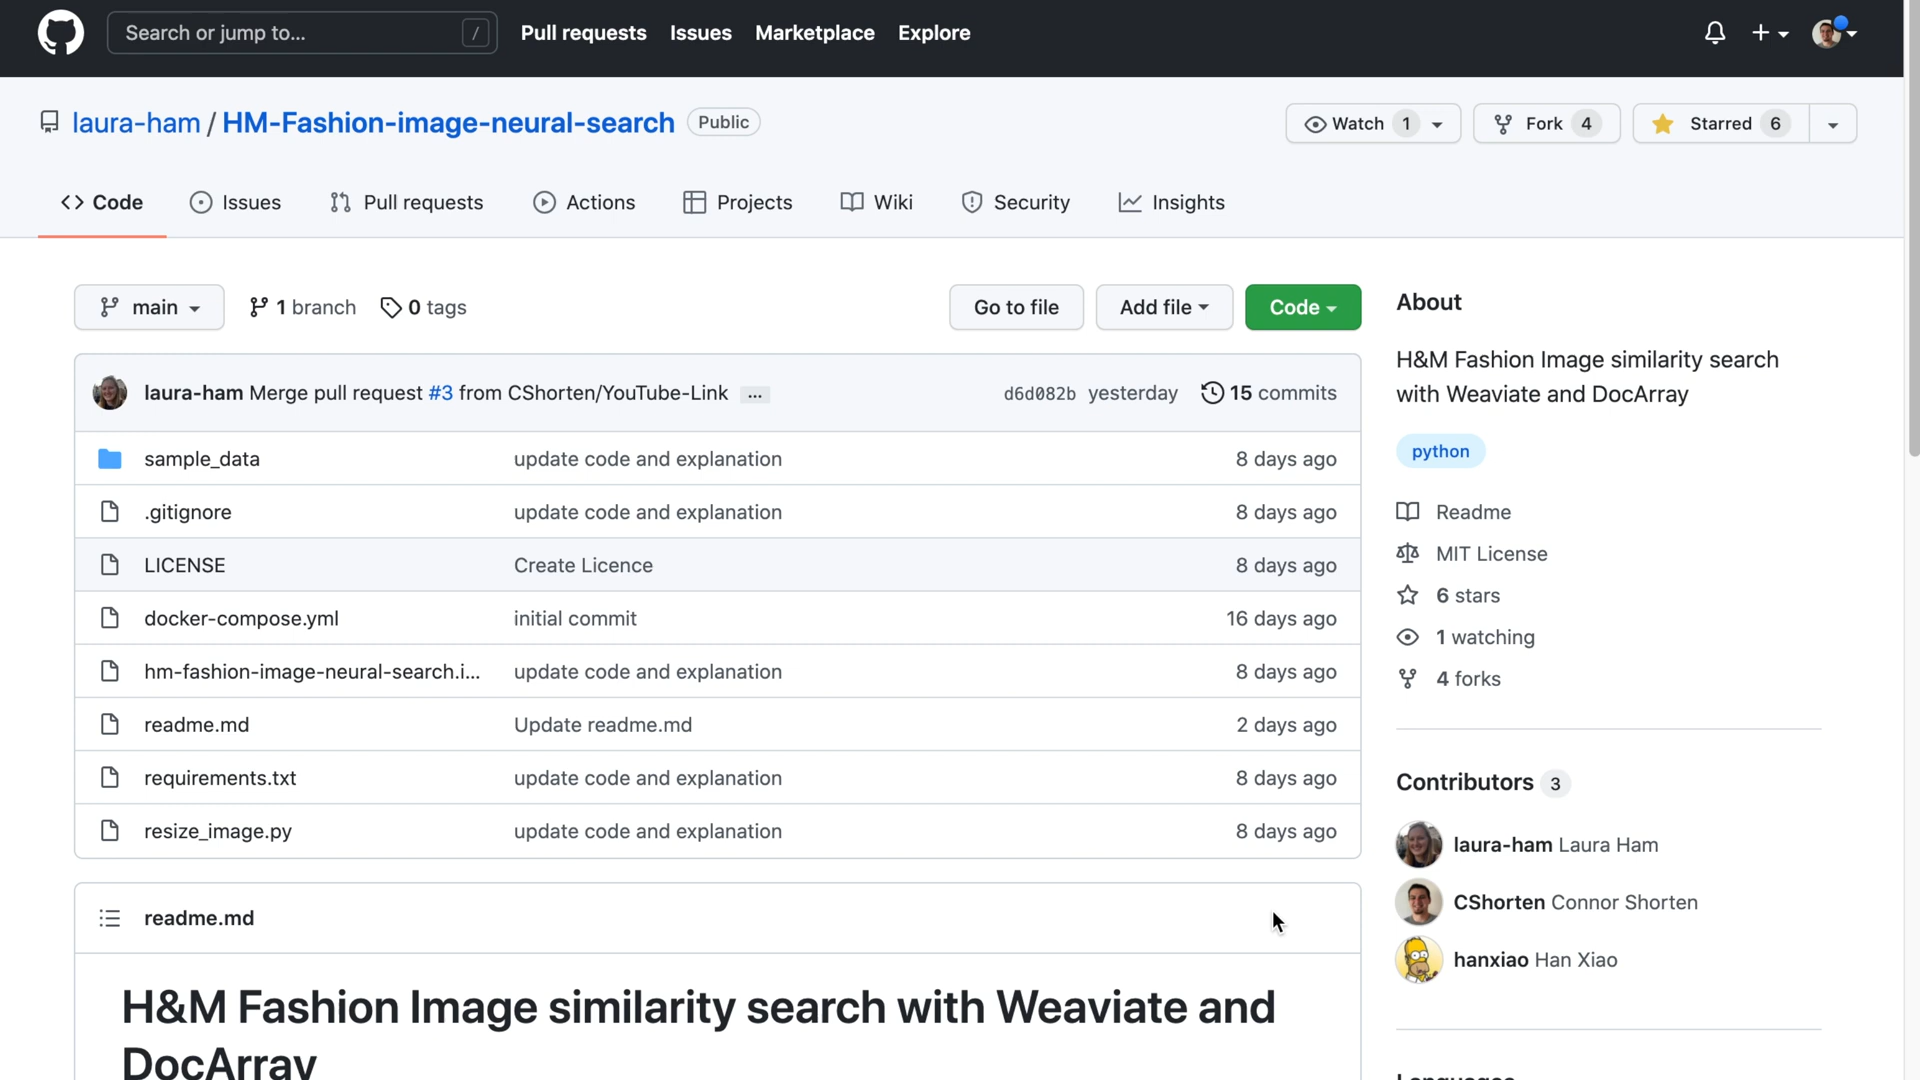 Search or jump to... /
Pull requests Issues Marketplace Explore
laura-ham / HM-Fashion-image-neural-search Public
Watch 1 Fork 4 Starred 6
Code Issues Pull requests Actions Projects Wiki Security Insights
main 1 branch 0 tags
Go to file Add file Code
laura-ham Merge pull request #3 from CShorten/YouTube-Link ... d6d082b yesterday 15 commits
sample_data update code and explanation 8 days ago
.gitignore update code and explanation 8 days ago
LICENSE Create Licence 8 days ago
docker-compose.yml initial commit 16 days ago
hm-fashion-image-neural-search.i... update code and explanation 8 days ago
readme.md Update readme.md 2 days ago
requirements.txt update code and explanation 8 days ago
resize_image.py update code and explanation 8 days ago
readme.md
H&M Fashion Image similarity search with Weaviate and
DocArray
About
H&M Fashion Image similarity search
with Weaviate and DocArray
python
Readme
MIT License
6 stars
1 watching
4 forks
Contributors 3
laura-ham Laura Ham
CShorten Connor Shorten
hanxiao Han Xiao